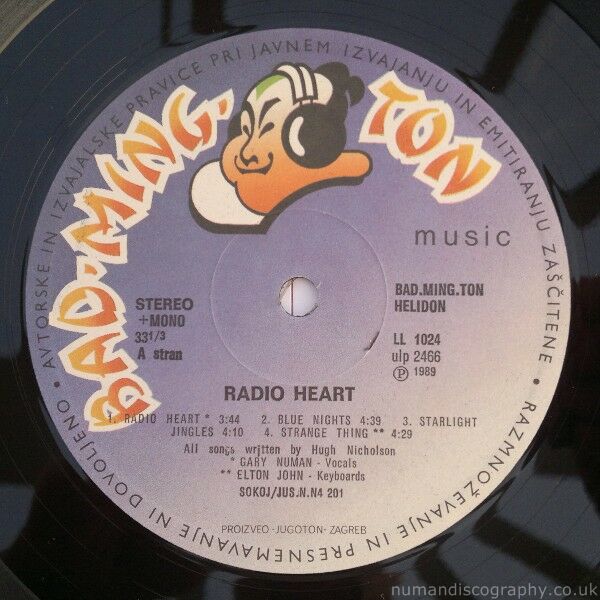 • AVTORSKE IN IZVAJALSKE PRAVICE PRI JAVNEM IZVAJANJU IN EMITIRANJU ZAŠČITENE • RAZMNOŽEVANJE IN PRESNEMAVANJE NI DOVOLJENO
BAD•MING•TON
music
STEREO
+MONO
33 1/3
A stran
BAD.MING.TON
HELIDON
LL 1024
ulp 2466
Ⓟ 1989
RADIO HEART
1. RADIO HEART * 3:44 2. BLUE NIGHTS 4:39 3. STARLIGHT
JINGLES 4:10 4. STRANGE THING ** 4:29
All songs wrjtten by Hugh Nicholson
* GARY NUMAN - Vocals
** ELTON JOHN - Keyboards
SOKOJ/JUS.N.N4 201
PROIZVEO -JUGOTON- ZAGREB
numandiscography.co.uk